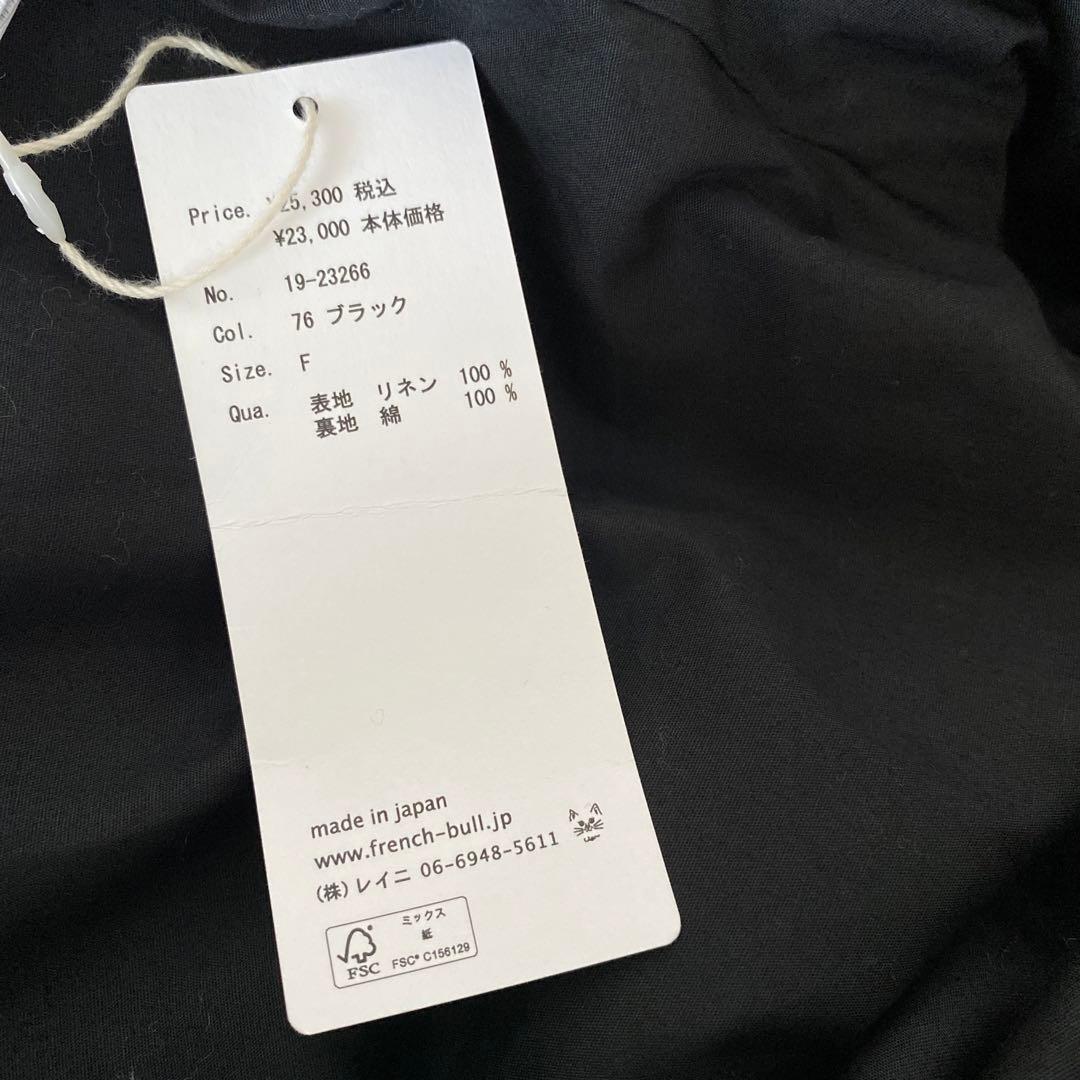 Price. ¥25,300 税込
¥23,000 本体価格
No. 19-23266
Col. 76 ブラック
Size. F
Qua. 表地 リネン 100 %
裏地 綿 100 %
made in japan
www.french-bull.jp
(株)レイニ 06-6948-5611
ミックス
紙
FSC
FSC® C156129